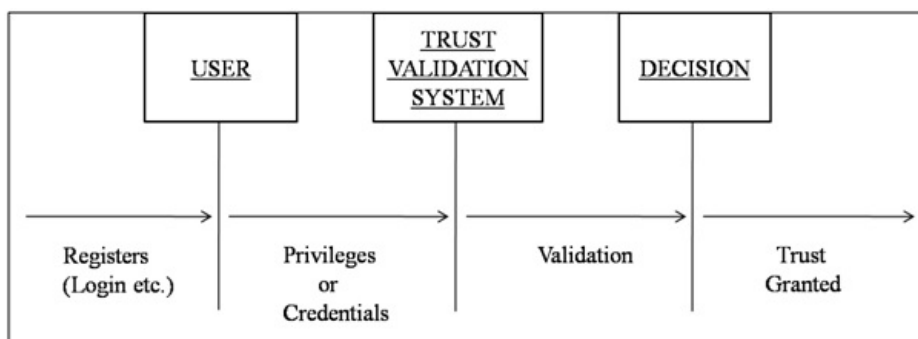 USER
TRUST
VALIDATION
SYSTEM
DECISION
Registers
(Login etc.)
Privileges
or
Credentials
Validation
Trust
Granted